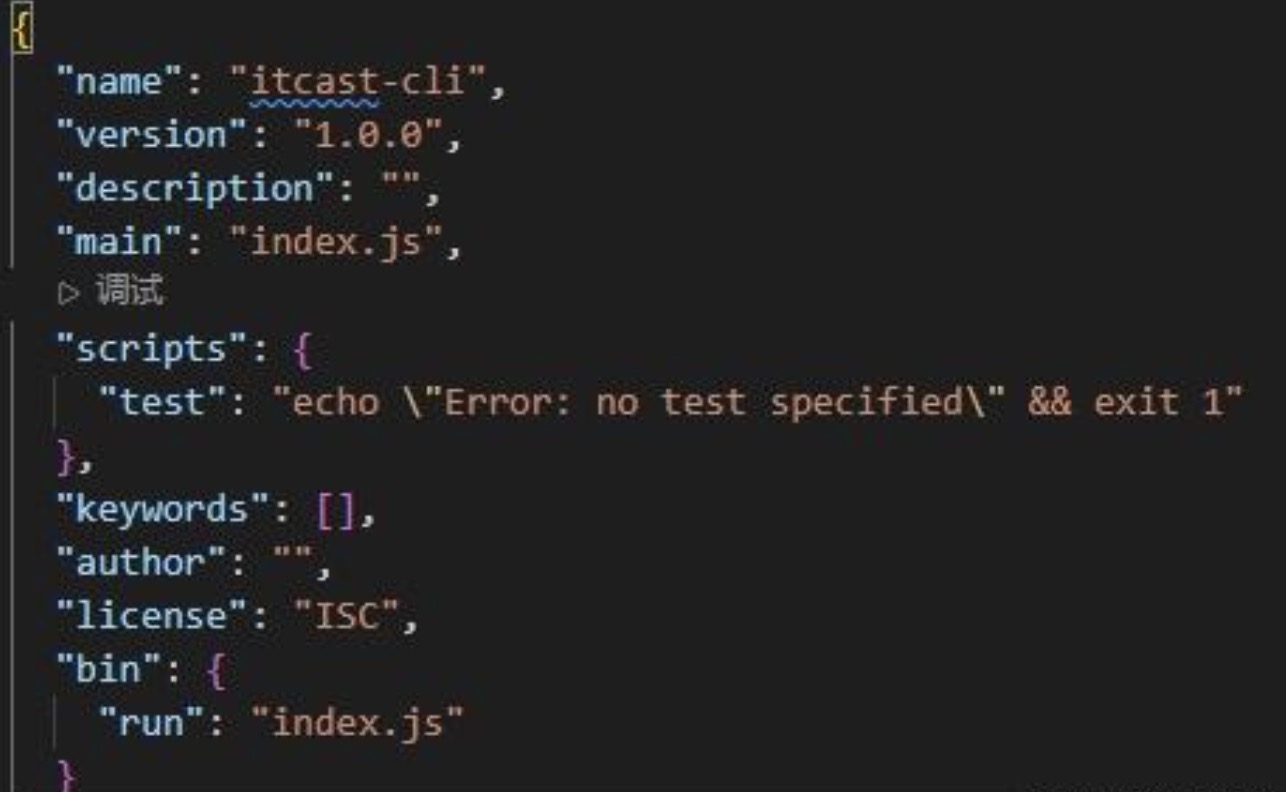 {
"name": "itcast-cli",
"version": "1.0.0",
"description": "",
"main": "index.js",
▷ 调试
"scripts": {
"test": "echo \"Error: no test specified\" && exit 1"
},
"keywords": [],
"author": "",
"license": "ISC",
"bin": {
"run": "index.js"
}